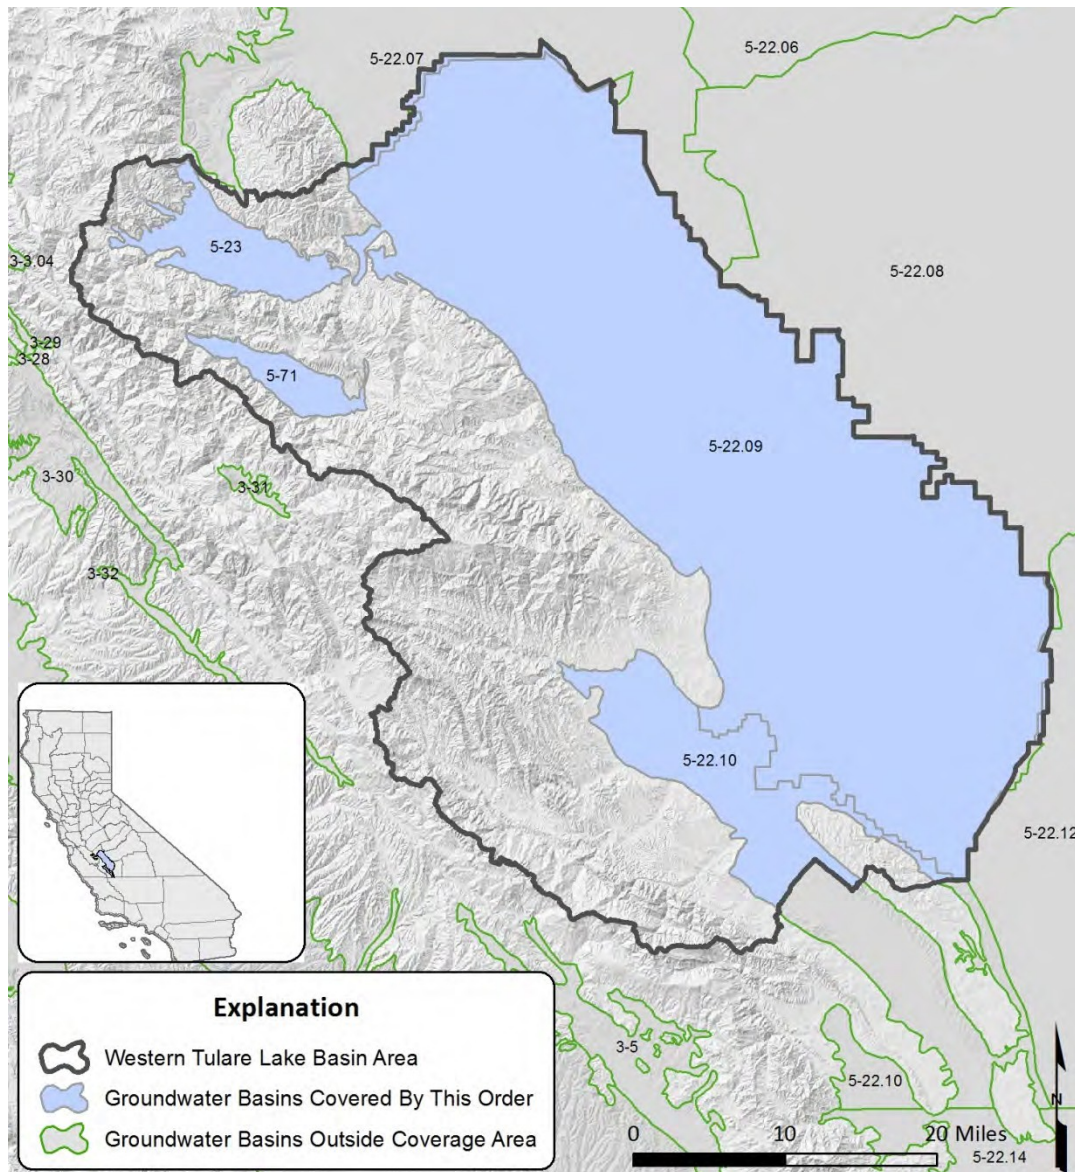 5-22.07
5-22.06
5-23
3-3.04
5-22.08
3-29
3-28
5-71
5-22.09
3-30
3-31
3-32
5-22.10
5-22.12
Explanation
Western Tulare Lake Basin Area
Groundwater Basins Covered By This Order
Groundwater Basins Outside Coverage Area
3-5
5-22.10
N
0 10 20 Miles
5-22.14